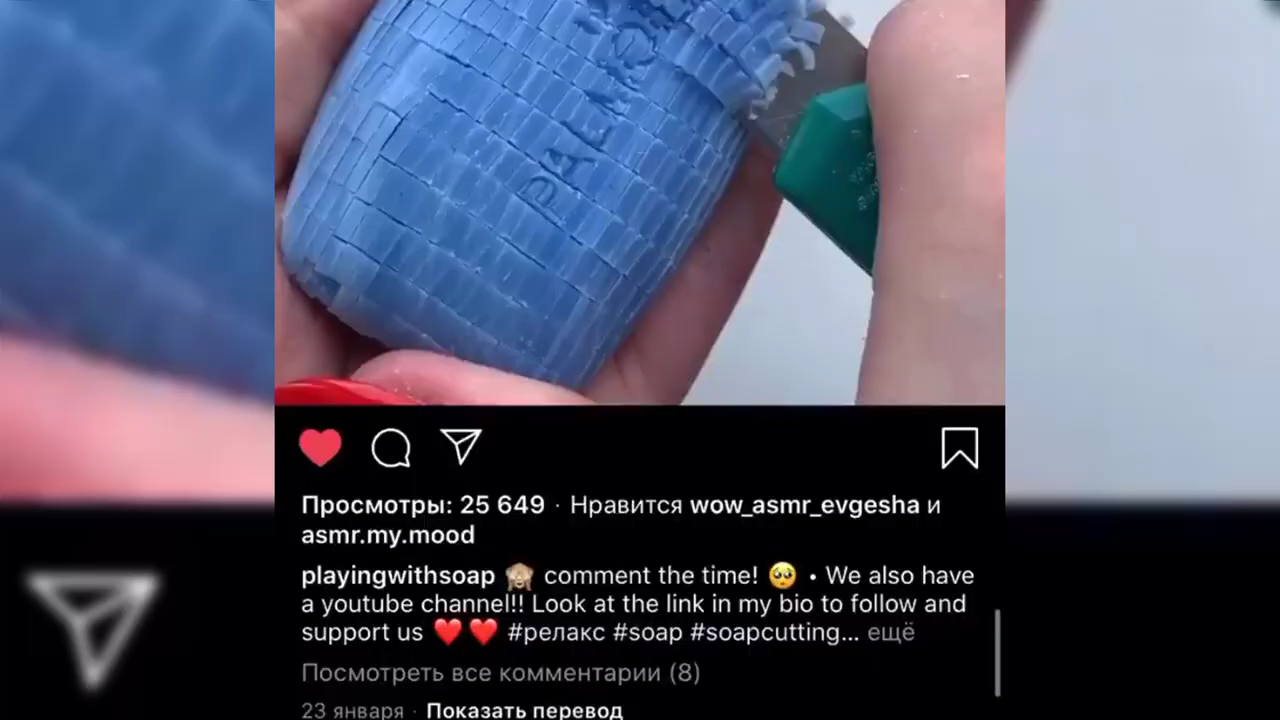 PALMOL
Просмотры: 25 649 · Нравится wow_asmr_evgesha и
asmr.my.mood
playingwithsoap 🙈 comment the time! 🥺 • We also have
a youtube channel!! Look at the link in my bio to follow and
support us ❤️❤️ #релакс #soap #soapcutting... ещё
Посмотреть все комментарии (8)
23 января · Показать перевод